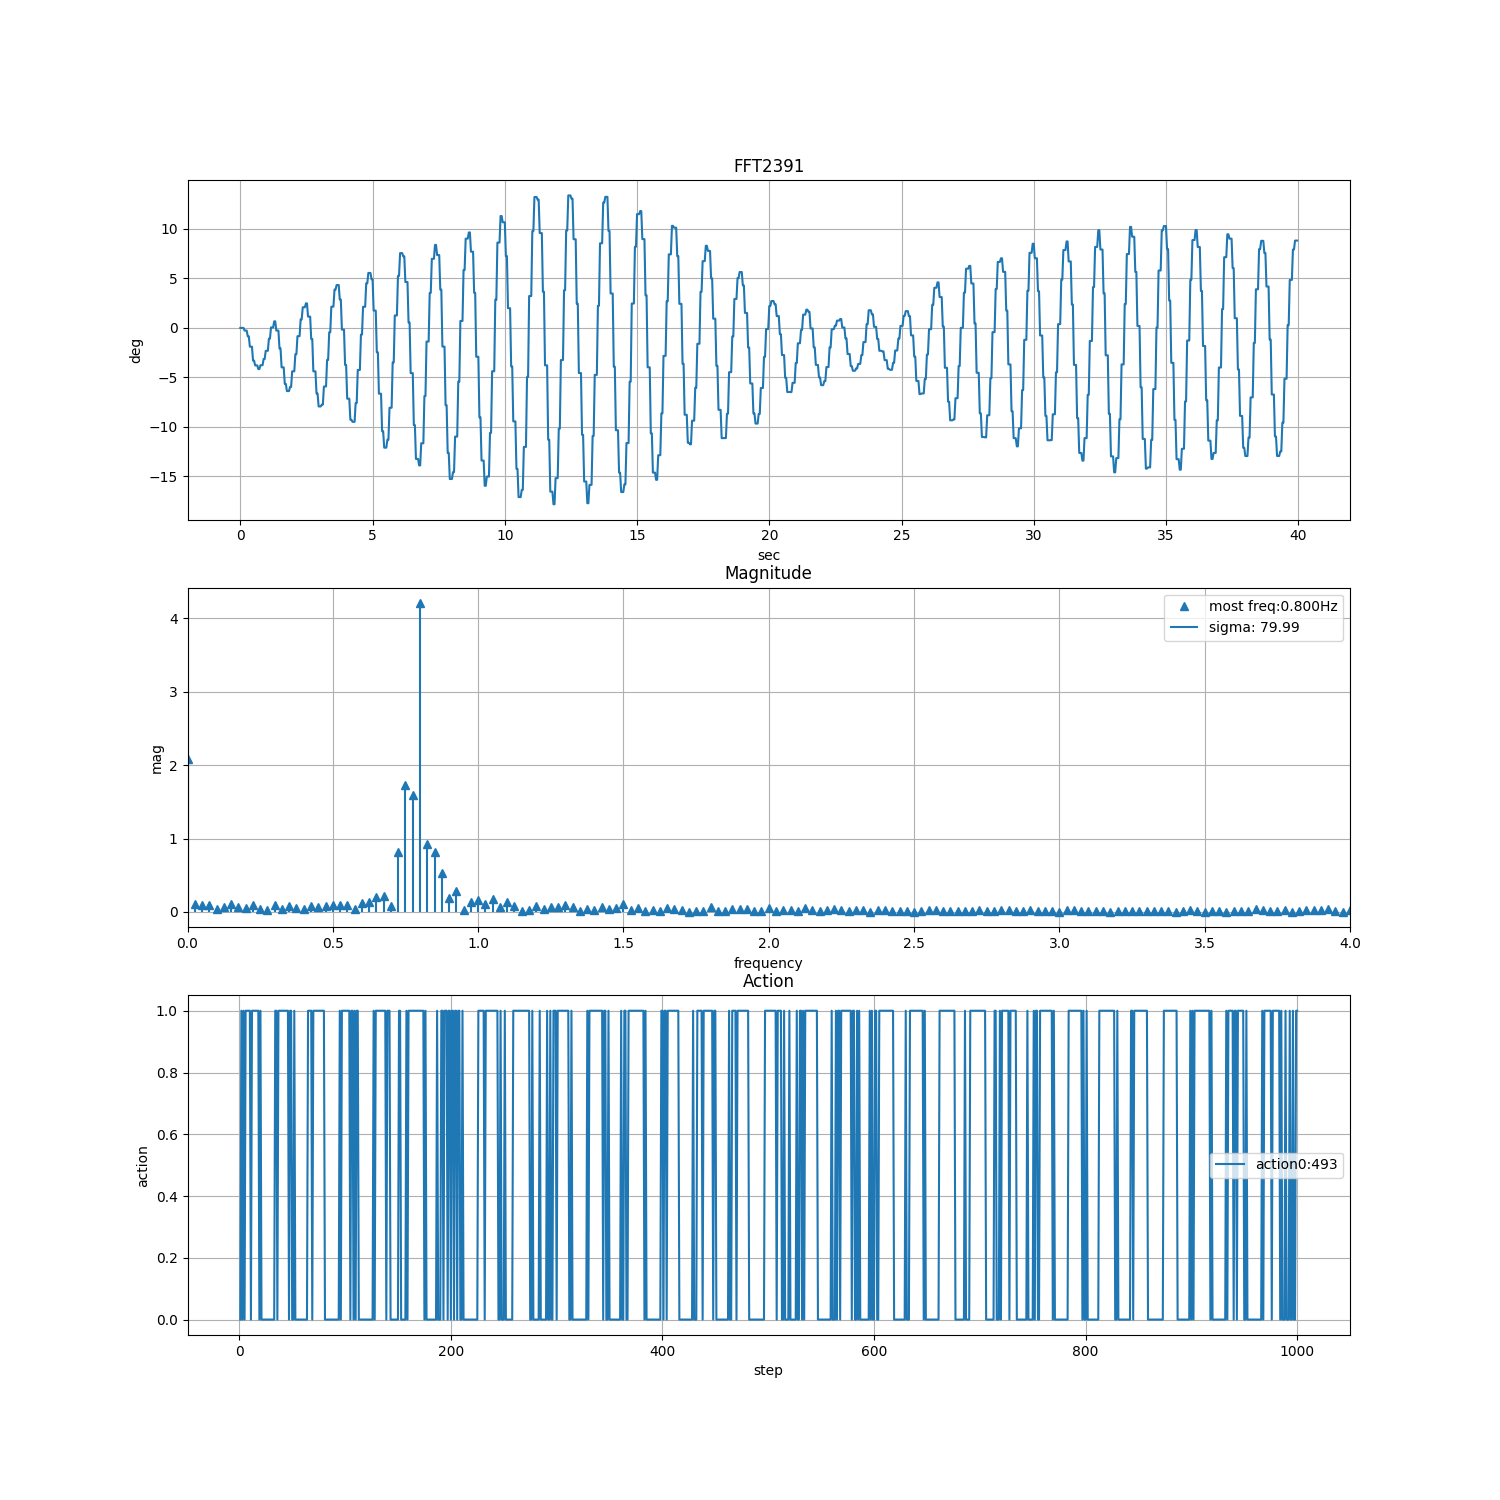 FFT2391
10
5
0
−5
−10
−15
deg
0 5 10 15 20 25 30 35 40
sec
Magnitude
most freq:0.800Hz
sigma: 79.99
4
3
2
1
0
mag
0.0 0.5 1.0 1.5 2.0 2.5 3.0 3.5 4.0
frequency
Action
1.0
0.8
0.6
0.4
0.2
0.0
action
action0:493
0 200 400 600 800 1000
step